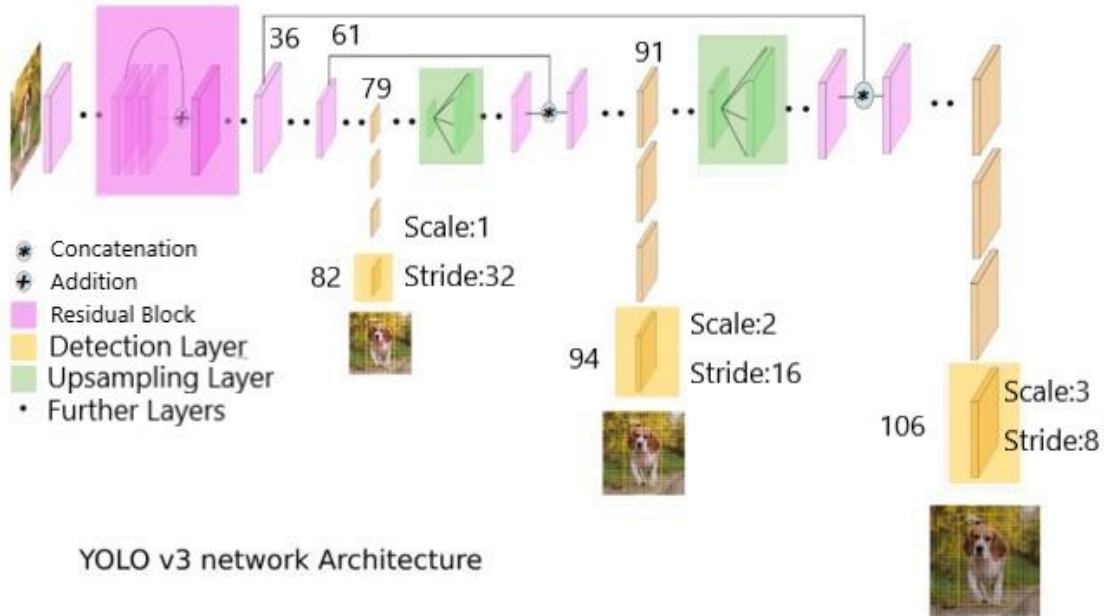 36
61
91
79
Scale:1
82
Stride:32
Concatenation
Addition
Residual Block
Detection Layer
Upsampling Layer
Further Layers
Scale:2
94
Stride:16
Scale:3
106
Stride:8
YOLO v3 network Architecture